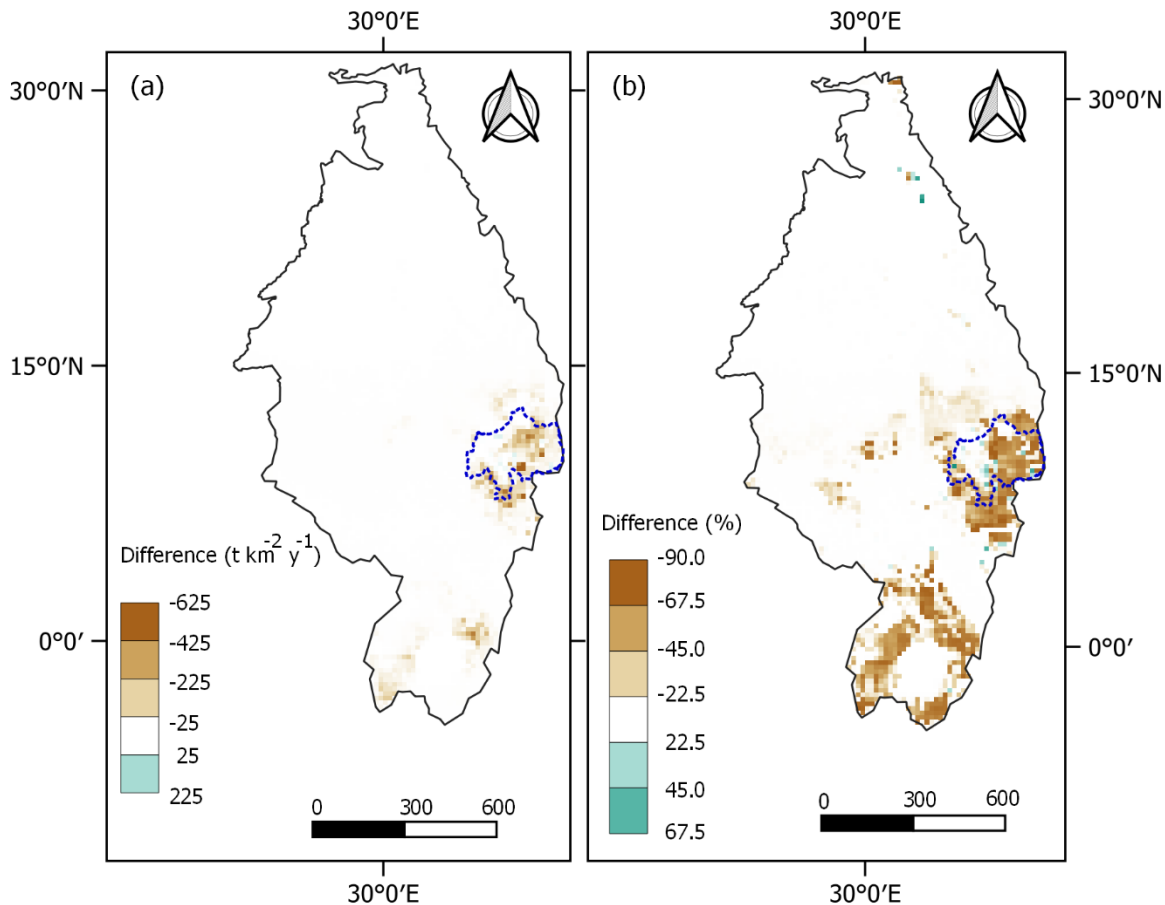 30°0′E
30°0′E
(a)
(b)
30°0′N
30°0′N
15°0′N
15°0′N
Difference (t km⁻² y⁻¹)
-625
-425
-225
-25
25
225
Difference (%)
-90.0
-67.5
-45.0
-22.5
22.5
45.0
67.5
0°0′
0°0′
0 300 600
0 300 600
30°0′E
30°0′E